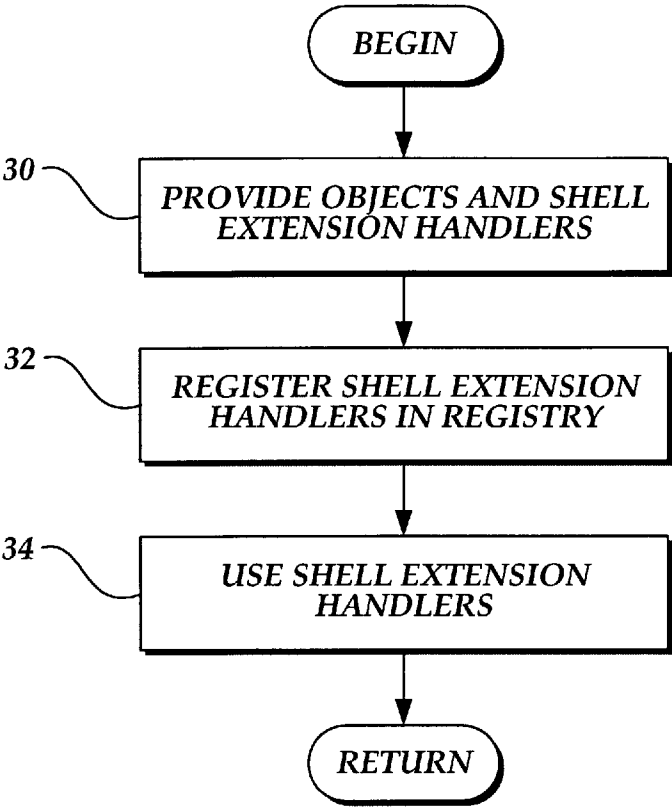 BEGIN
30
PROVIDE OBJECTS AND SHELL
EXTENSION HANDLERS
32
REGISTER SHELL EXTENSION
HANDLERS IN REGISTRY
34
USE SHELL EXTENSION
HANDLERS
RETURN